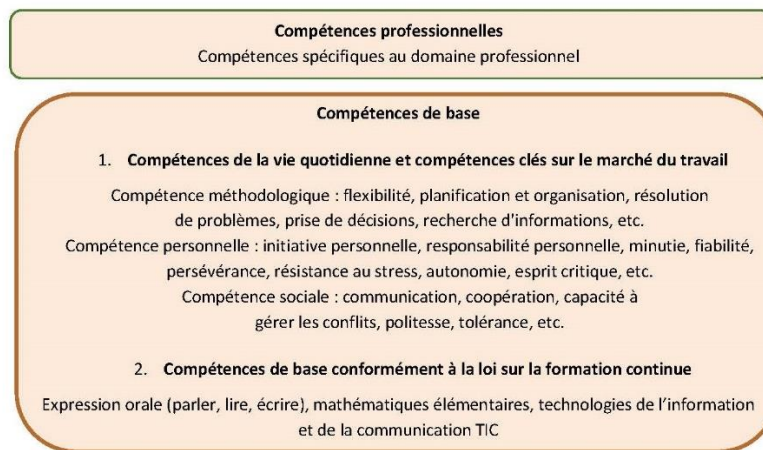 Compétences professionnelles
Compétences spécifiques au domaine professionnel
Compétences de base
1. Compétences de la vie quotidienne et compétences clés sur le marché du travail
Compétence méthodologique : flexibilité, planification et organisation, résolution
de problèmes, prise de décisions, recherche d'informations, etc.
Compétence personnelle : initiative personnelle, responsabilité personnelle, minutie, fiabilité,
persévérance, résistance au stress, autonomie, esprit critique, etc.
Compétence sociale : communication, coopération, capacité à
gérer les conflits, politesse, tolérance, etc.
2. Compétences de base conformément à la loi sur la formation continue
Expression orale (parler, lire, écrire), mathématiques élémentaires, technologies de l’information
et de la communication TIC